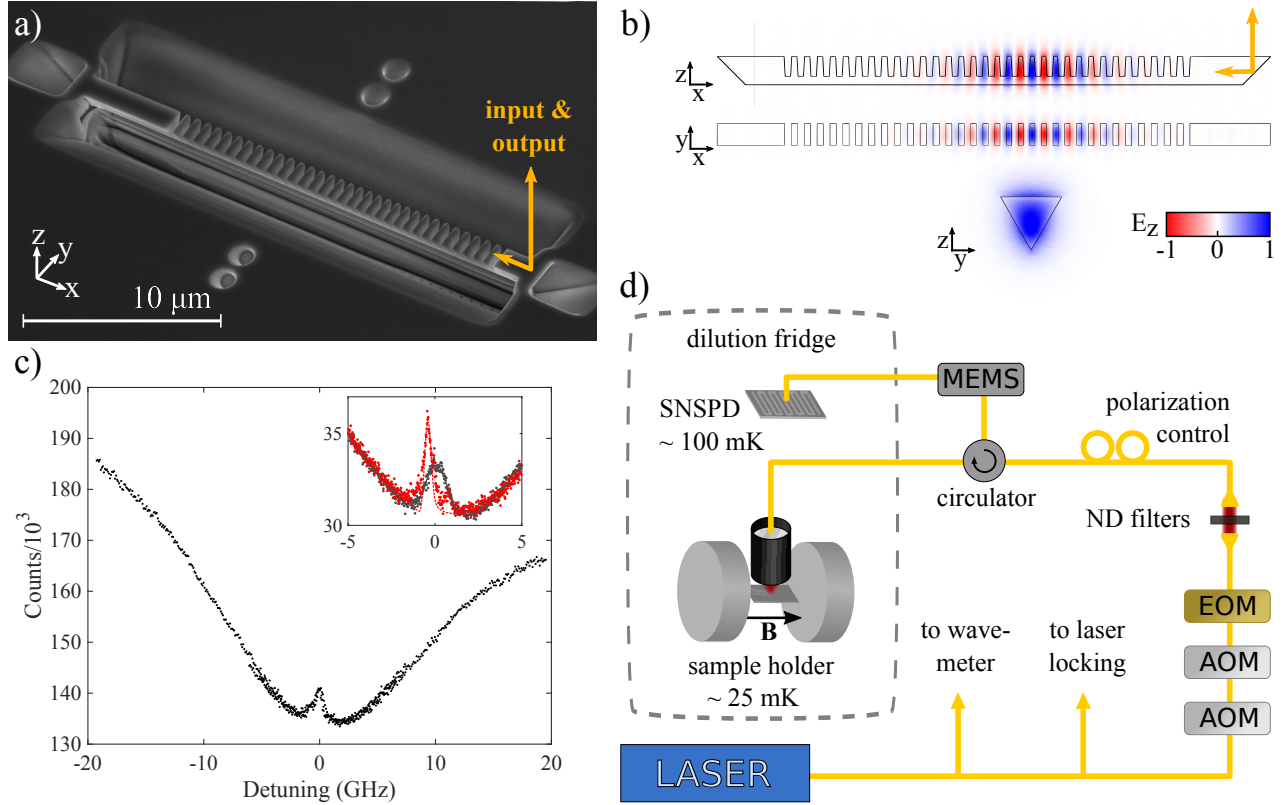 a)
input &
output
z
y
x
10 μm
b)
z
x
y
x
z
y
E_z
-1
0
1
c)
200
190
180
170
160
150
140
130
Counts/10³
-20
-10
0
10
20
Detuning (GHz)
35
30
-5
0
5
d)
dilution fridge
SNSPD
~ 100 mK
MEMS
polarization
control
circulator
ND filters
B
sample holder
~ 25 mK
to wave-
meter
to laser
locking
EOM
AOM
AOM
LASER